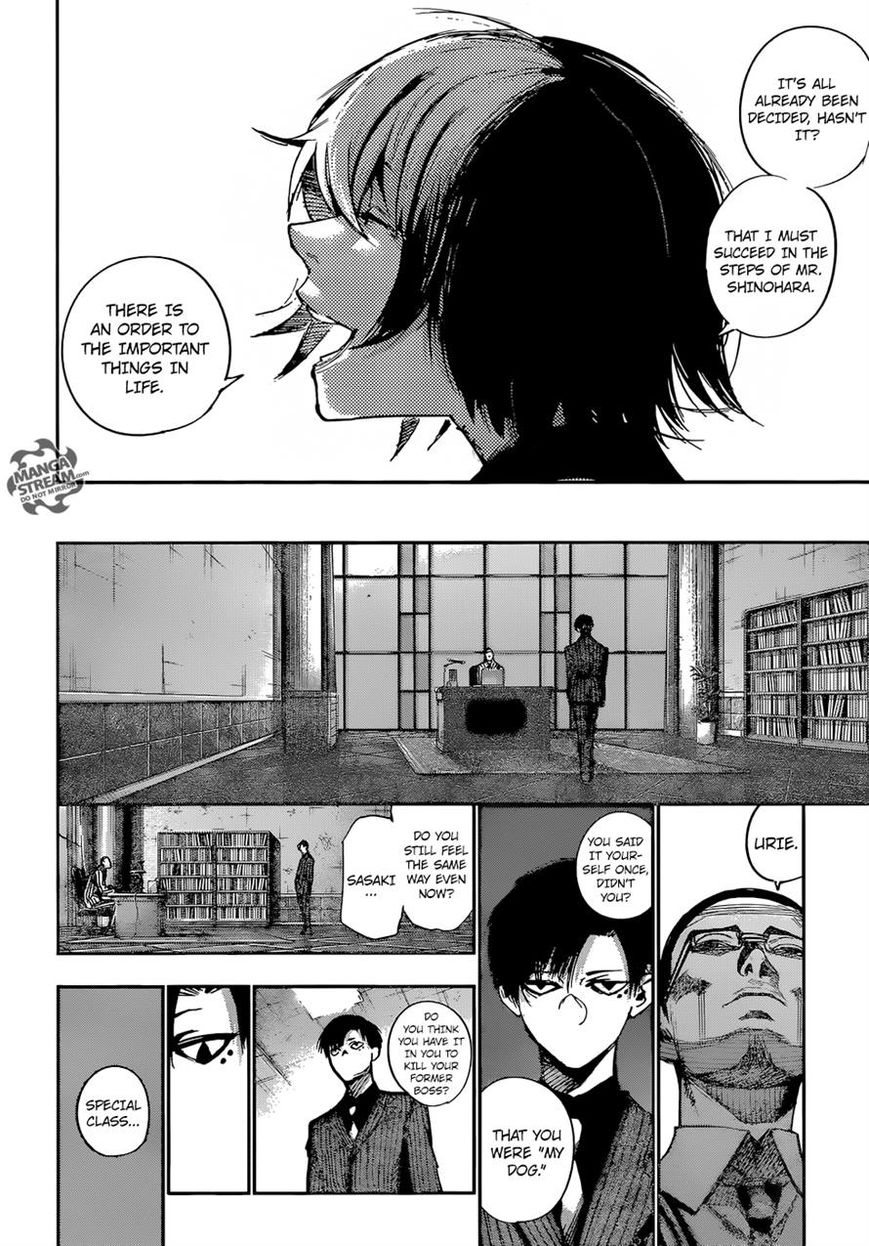 IT'S ALL
ALREADY BEEN
DECIDED, HASN'T
IT?
THAT I MUST
SUCCEED IN THE
STEPS OF MR.
SHINOHARA.
THERE IS
AN ORDER TO
THE IMPORTANT
THINGS IN
LIFE.
MANGA
STREAM.com
DO NOT MIRROR
URIE.
YOU SAID
IT YOUR-
SELF ONCE,
DIDN'T
YOU?
THAT YOU
WERE "MY
DOG."
DO YOU
STILL FEEL
THE SAME
WAY EVEN
NOW?
SASAKI
...
DO
YOU THINK
YOU HAVE IT
IN YOU TO
KILL YOUR
FORMER
BOSS?
SPECIAL
CLASS...